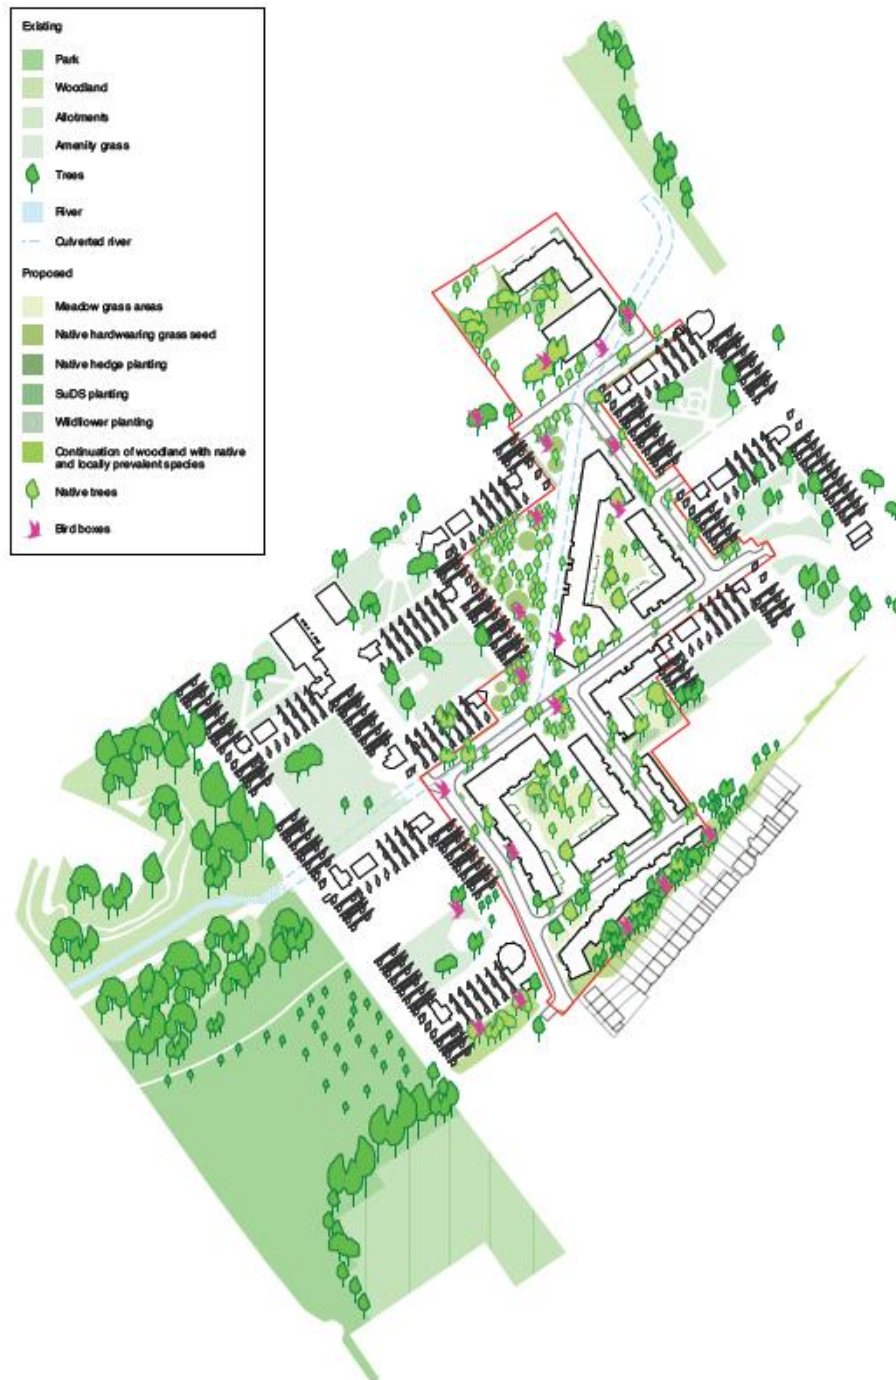 Existing
Park
Woodland
Allotments
Amenity grass
Trees
River
Culverted river
Proposed
Meadow grass areas
Native hardwearing grass seed
Native hedge planting
SuDS planting
Wildflower planting
Continuation of woodland with native
and locally prevalent species
Native trees
Bird boxes